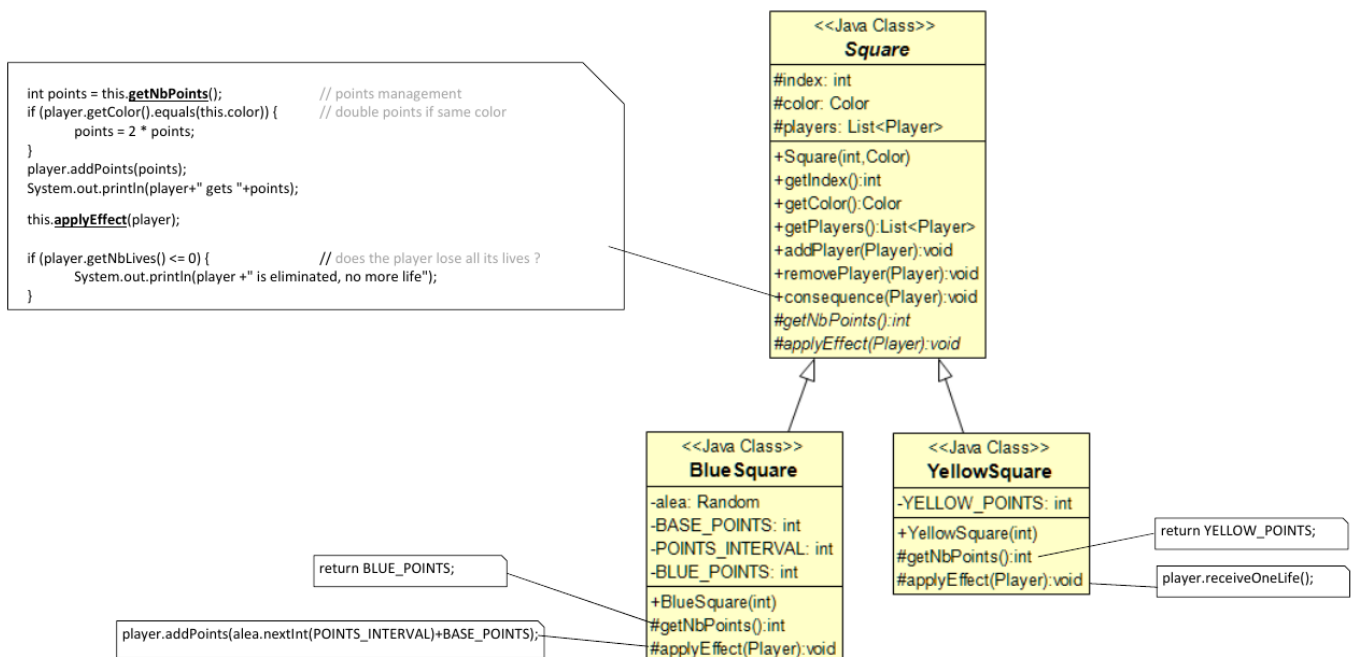 <<Java Class>>
Square
#index: int
#color: Color
#players: List<Player>
+Square(int,Color)
+getIndex():int
+getColor():Color
+getPlayers():List<Player>
+addPlayer(Player):void
+removePlayer(Player):void
+consequence(Player):void
#getNbPoints():int
#applyEffect(Player):void
int points = this.getNbPoints(); // points management
if (player.getColor().equals(this.color)) { // double points if same color
points = 2 * points;
}
player.addPoints(points);
System.out.println(player+" gets "+points);
this.applyEffect(player);
if (player.getNbLives() <= 0) { // does the player lose all its lives ?
System.out.println(player +" is eliminated, no more life");
}
<<Java Class>>
BlueSquare
-alea: Random
-BASE_POINTS: int
-POINTS_INTERVAL: int
-BLUE_POINTS: int
+BlueSquare(int)
#getNbPoints():int
#applyEffect(Player):void
return BLUE_POINTS;
player.addPoints(alea.nextInt(POINTS_INTERVAL)+BASE_POINTS);
<<Java Class>>
YellowSquare
-YELLOW_POINTS: int
+YellowSquare(int)
#getNbPoints():int
#applyEffect(Player):void
return YELLOW_POINTS;
player.receiveOneLife();